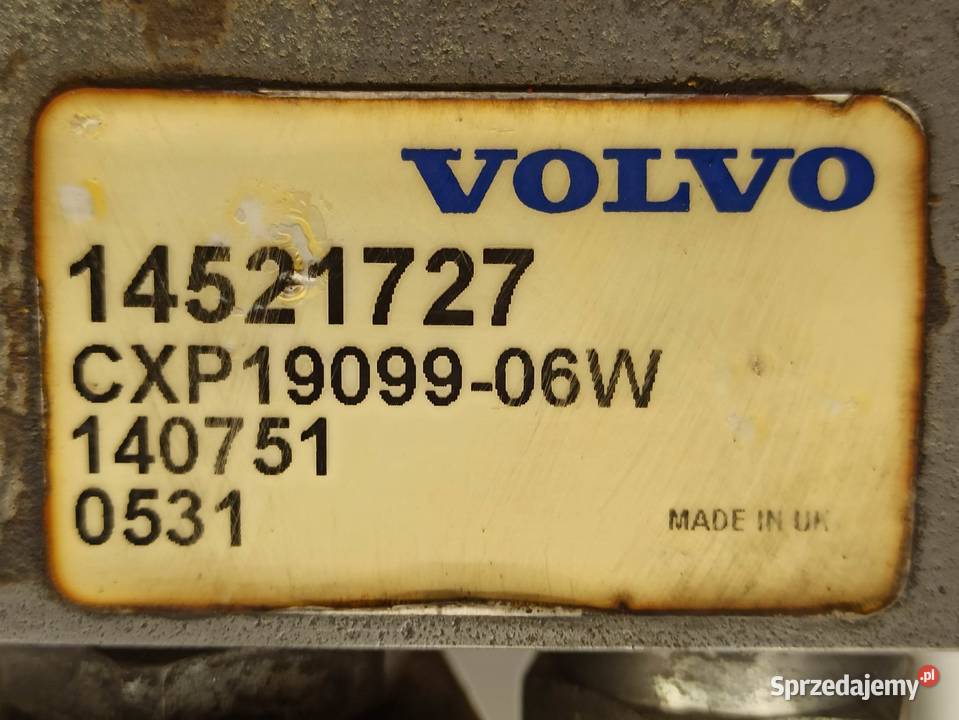 VOLVO
14521727
CXP19099-06W
140751
0531
MADE IN UK
Sprzedajemy.pl